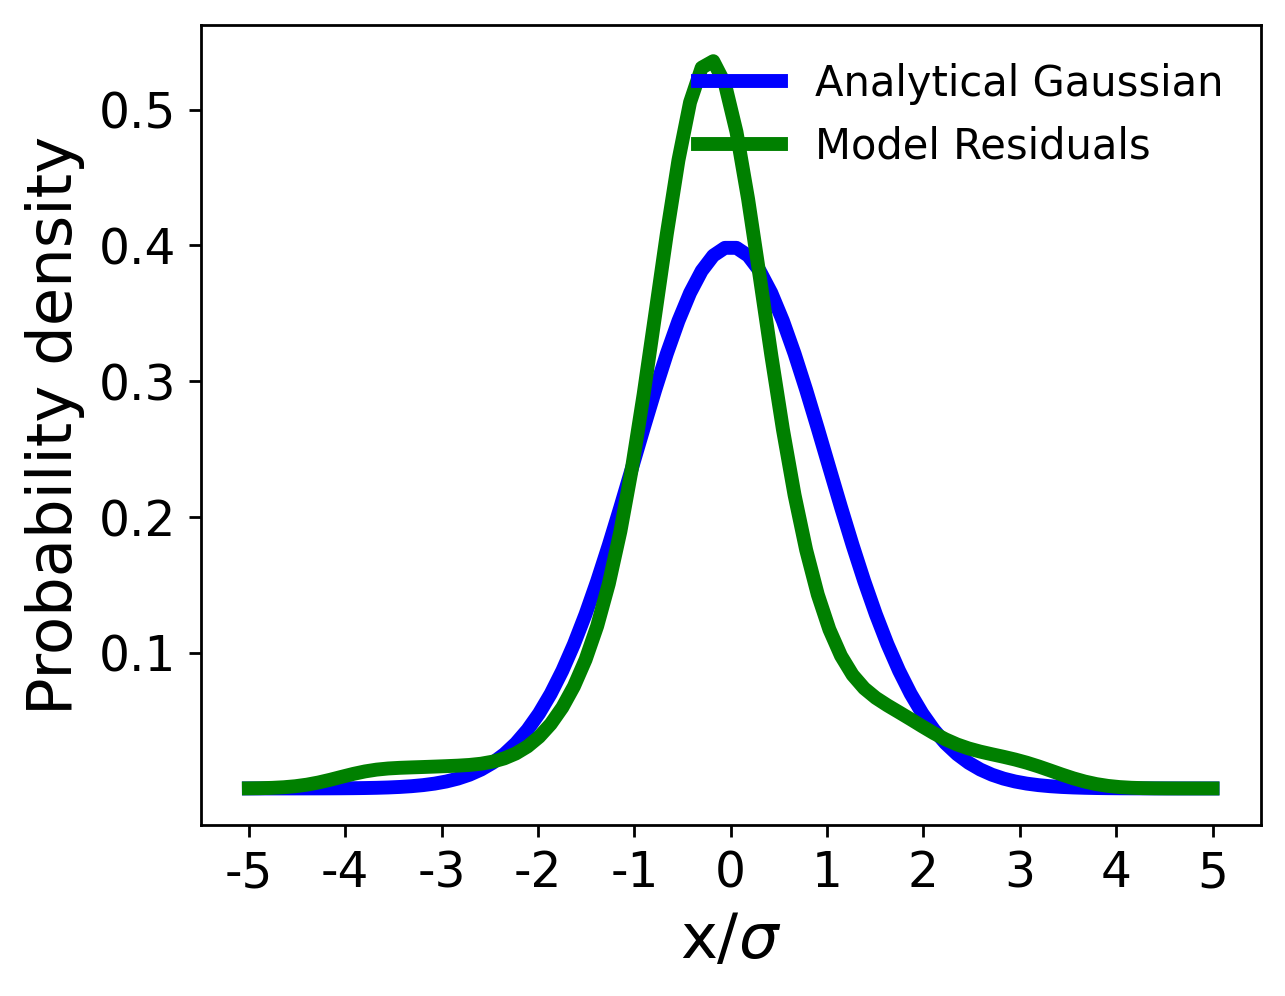 Analytical Gaussian
Model Residuals
Probability density
0.5
0.4
0.3
0.2
0.1
-5 -4 -3 -2 -1 0 1 2 3 4 5
x/σ